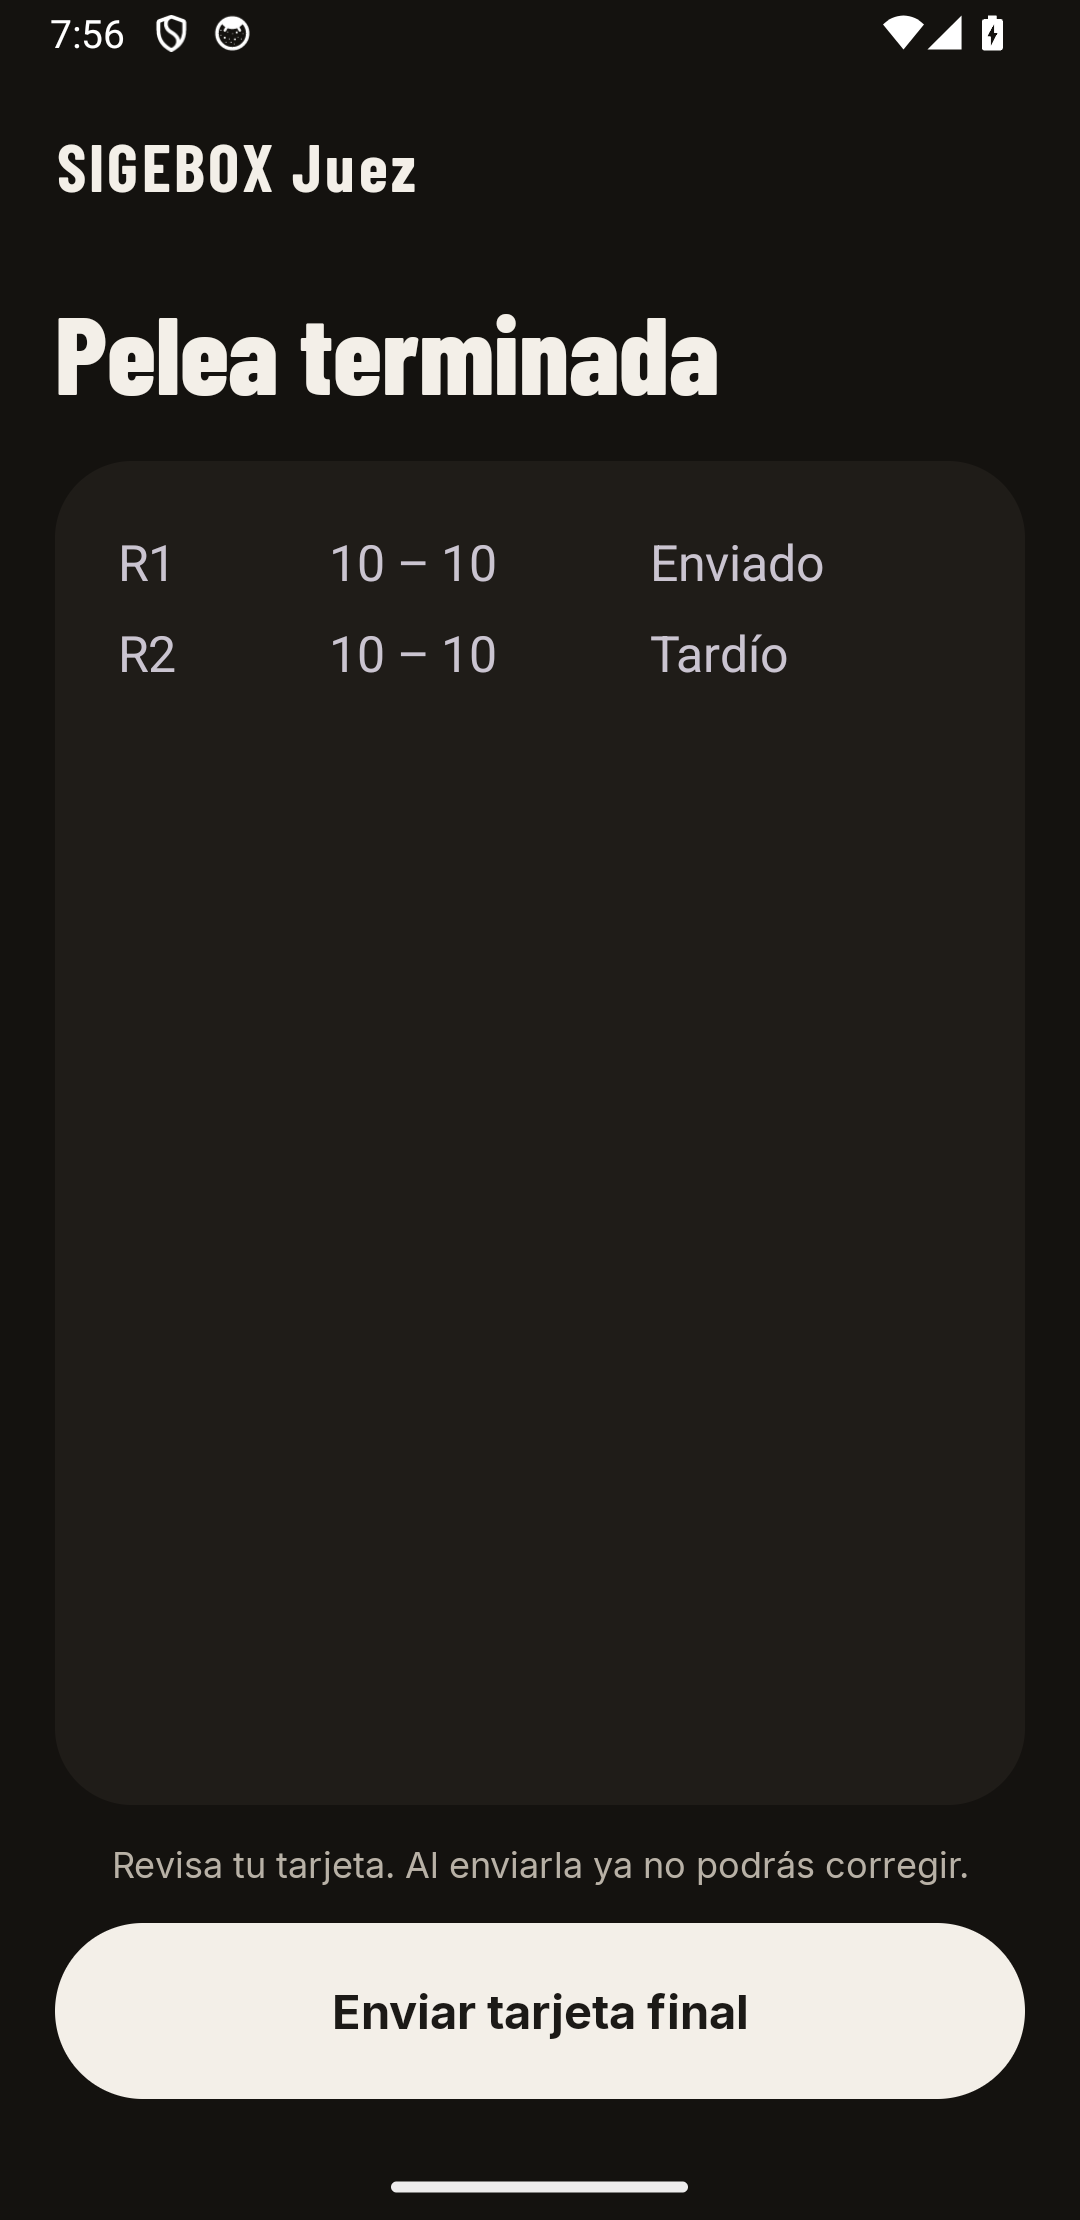 7:56
SIGEBOX Juez
Pelea terminada
R1 10 – 10 Enviado
R2 10 – 10 Tardío
Revisa tu tarjeta. Al enviarla ya no podrás corregir.
Enviar tarjeta final